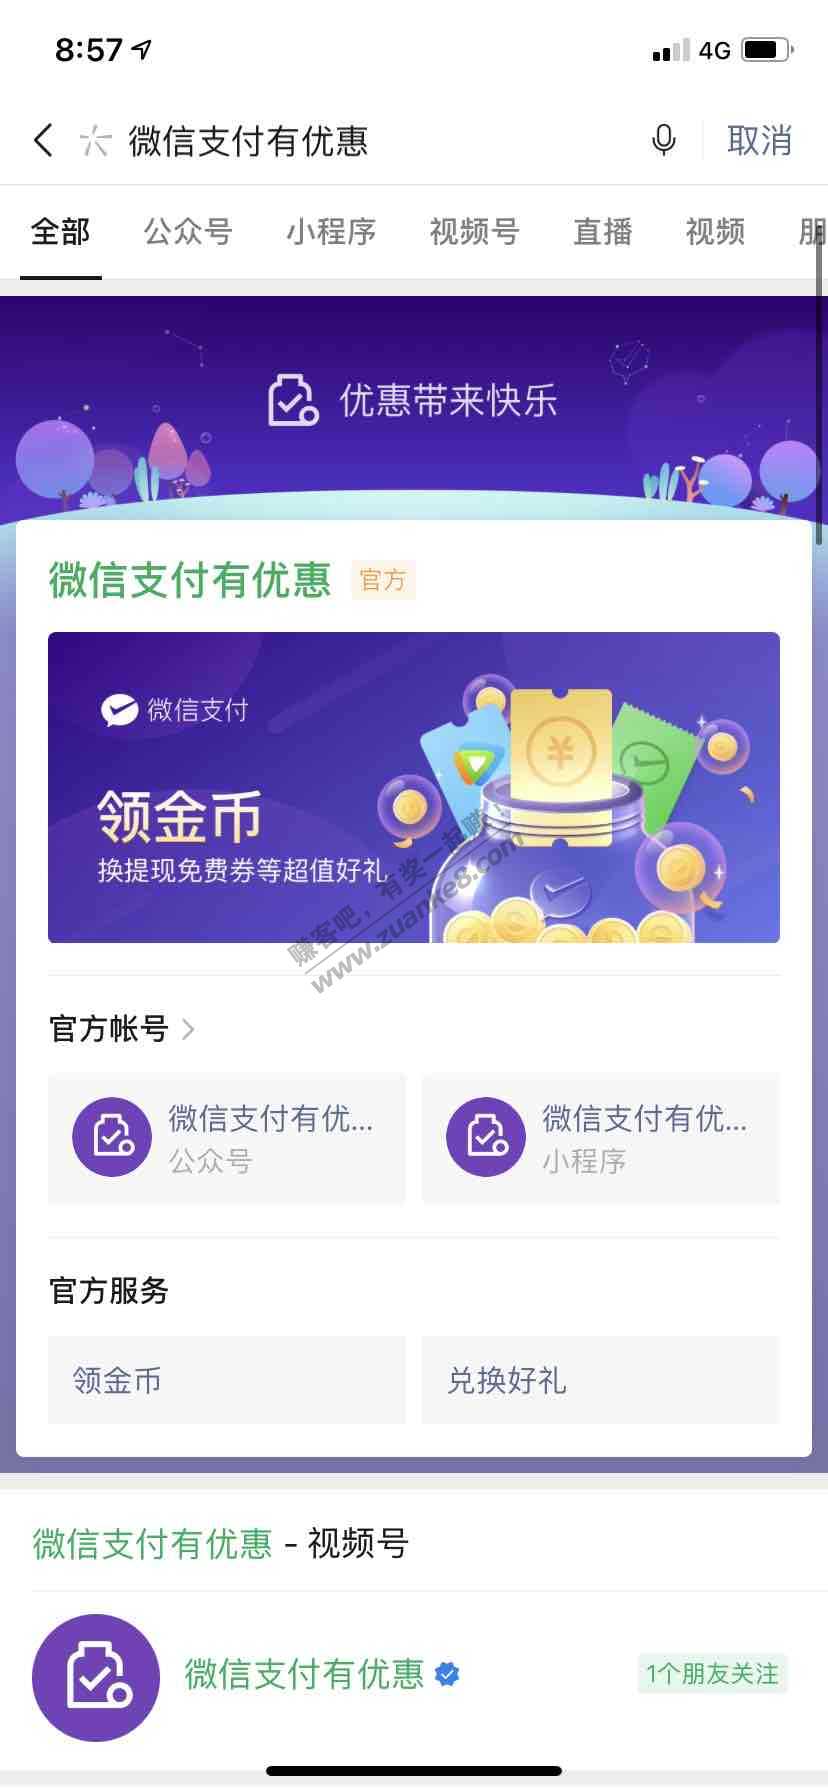 8:57
4G
微信支付有优惠
取消
全部 公众号 小程序 视频号 直播 视频 朋
优惠带来快乐
微信支付有优惠 官方
微信支付
领金币
换提现免费券等超值好礼
赚客吧，有奖一起赚！
www.zuanke8.com
官方帐号
微信支付有优...
公众号
微信支付有优...
小程序
官方服务
领金币
兑换好礼
微信支付有优惠 - 视频号
微信支付有优惠
1个朋友关注